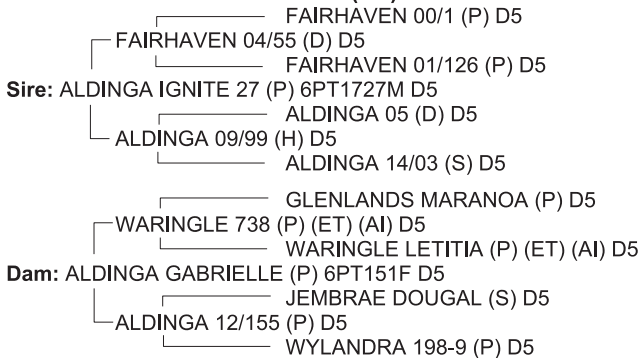 FAIRHAVEN 00/1 (P) D5
FAIRHAVEN 04/55 (D) D5
FAIRHAVEN 01/126 (P) D5
Sire: ALDINGA IGNITE 27 (P) 6PT1727M D5
ALDINGA 05 (D) D5
ALDINGA 09/99 (H) D5
ALDINGA 14/03 (S) D5
GLENLANDS MARANOA (P) D5
WARINGLE 738 (P) (ET) (AI) D5
WARINGLE LETITIA (P) (ET) (AI) D5
Dam: ALDINGA GABRIELLE (P) 6PT151F D5
JEMBRAE DOUGAL (S) D5
ALDINGA 12/155 (P) D5
WYLANDRA 198-9 (P) D5